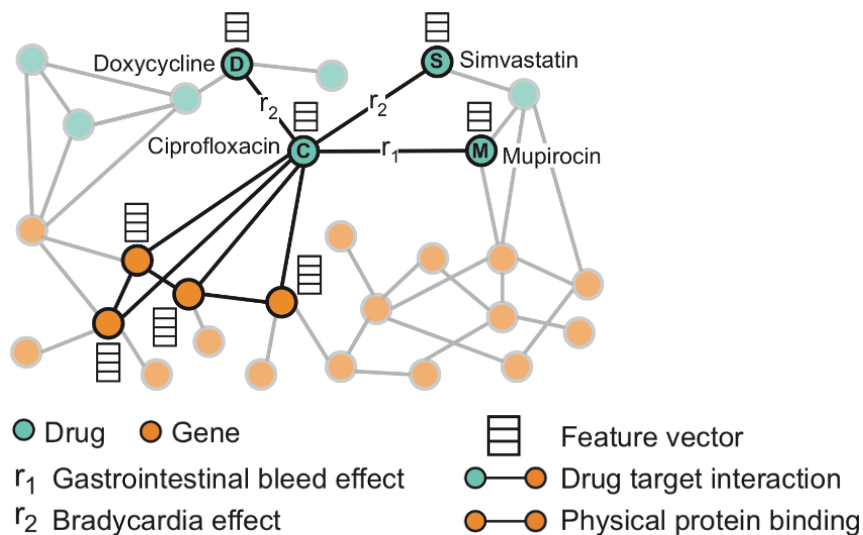 Doxycycline
D
S
Simvastatin
r2
r2
Ciprofloxacin
C
r1
M
Mupirocin
Drug
Gene
Feature vector
r1 Gastrointestinal bleed effect
Drug target interaction
r2 Bradycardia effect
Physical protein binding